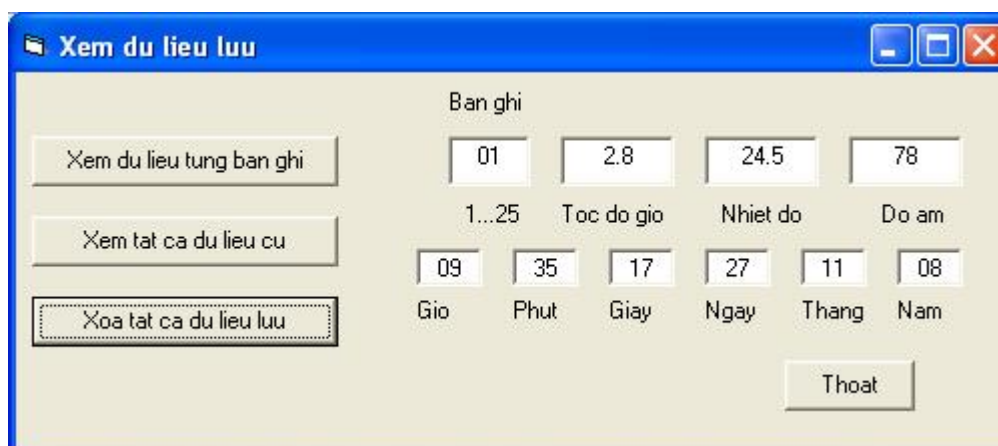 Xem du lieu luu
Ban ghi
Xem du lieu tung ban ghi
01 2.8 24.5 78
1...25 Toc do gio Nhiet do Do am
Xem tat ca du lieu cu
09 35 17 27 11 08
Gio Phut Giay Ngay Thang Nam
Xoa tat ca du lieu luu
Thoat